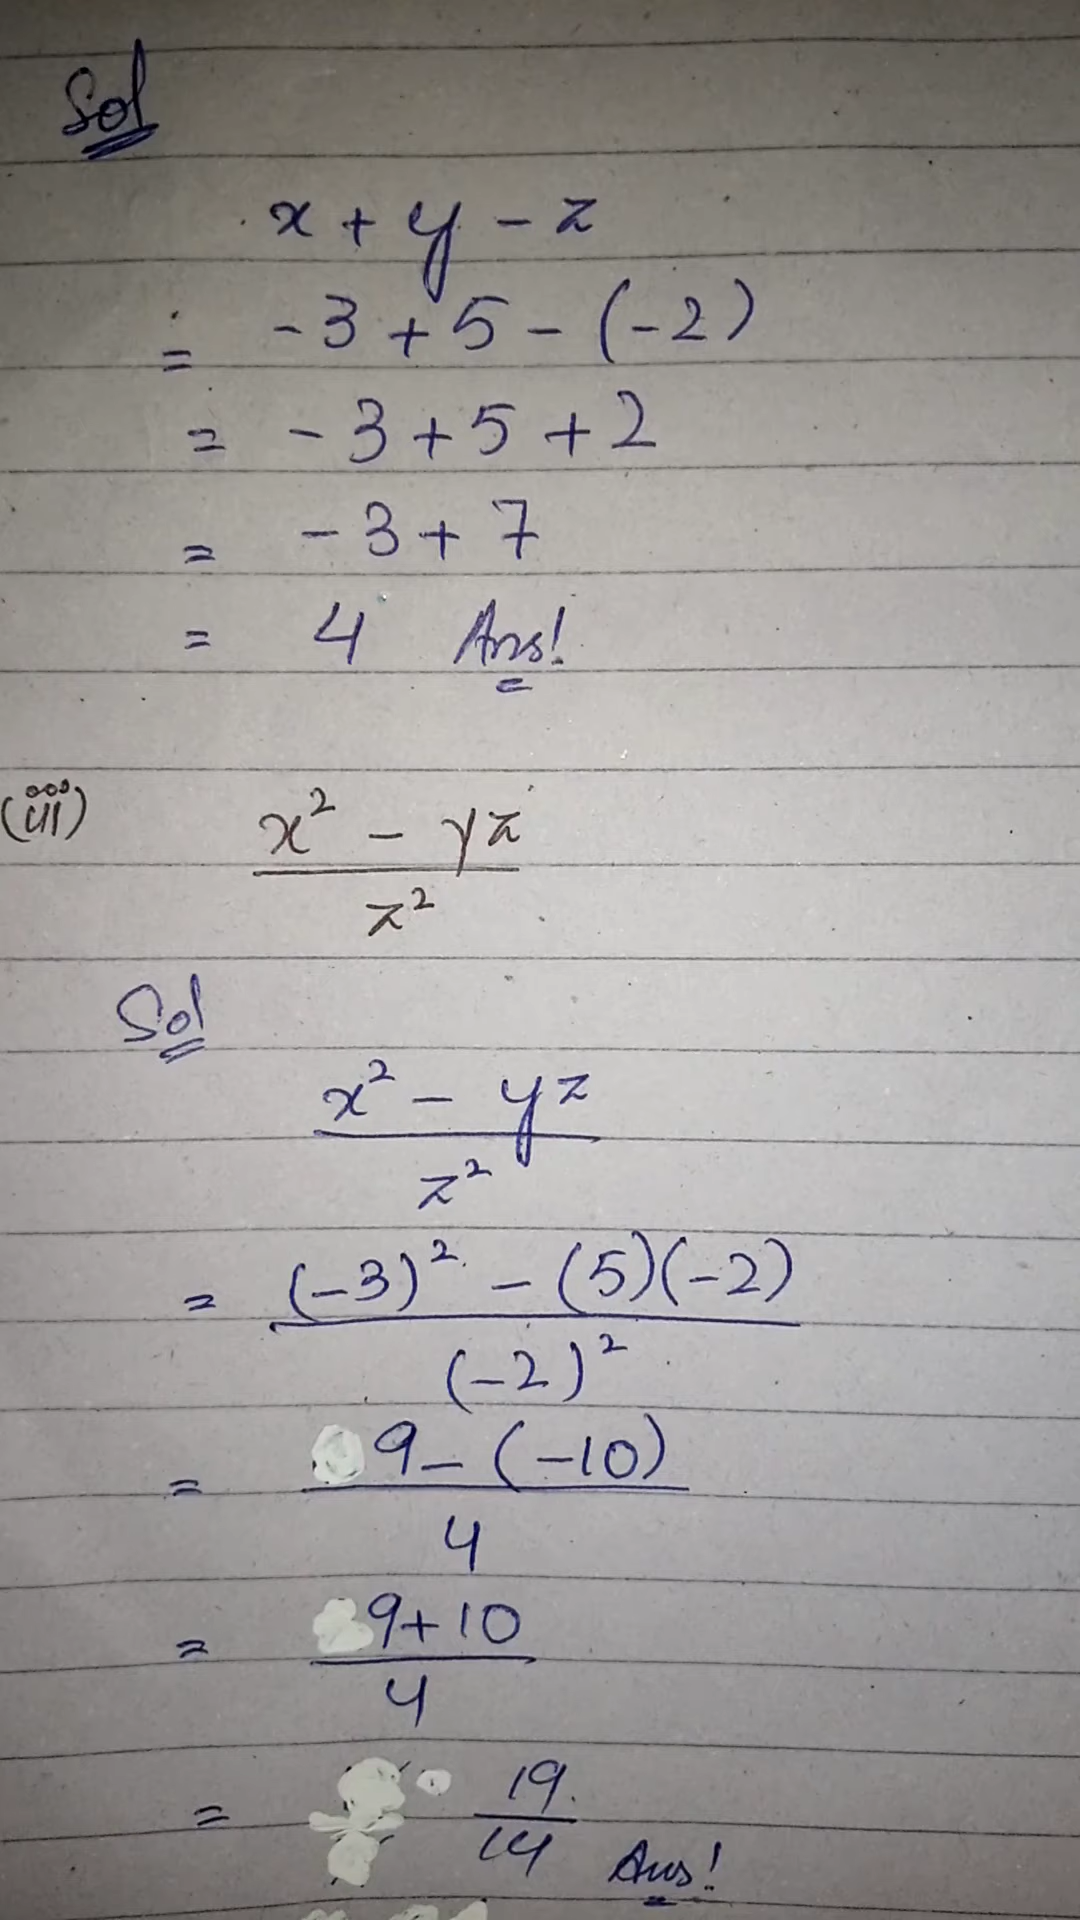 Sol
x + y - z
= -3 + 5 - (-2)
= -3 + 5 + 2
= -3 + 7
= 4 Ans!
(iii) x² - yz
z²
Sol
x² - yz
z²
= (-3)² - (5)(-2)
(-2)²
= 9 - (-10)
4
= 9 + 10
4
= 19
14 Ans!